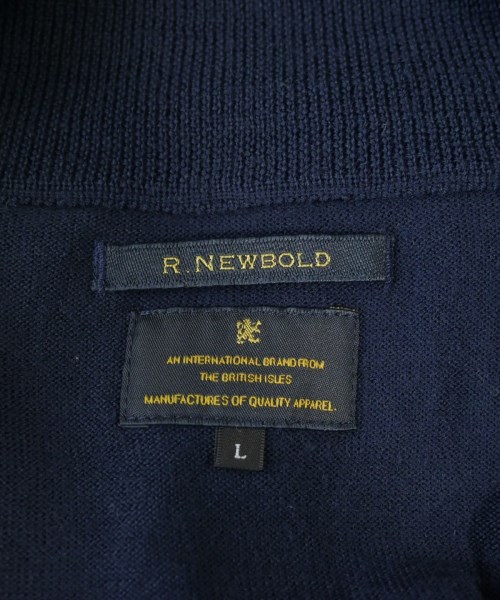 R. NEWBOLD
AN INTERNATIONAL BRAND FROM
THE BRITISH ISLES
MANUFACTURES OF QUALITY APPAREL.
L